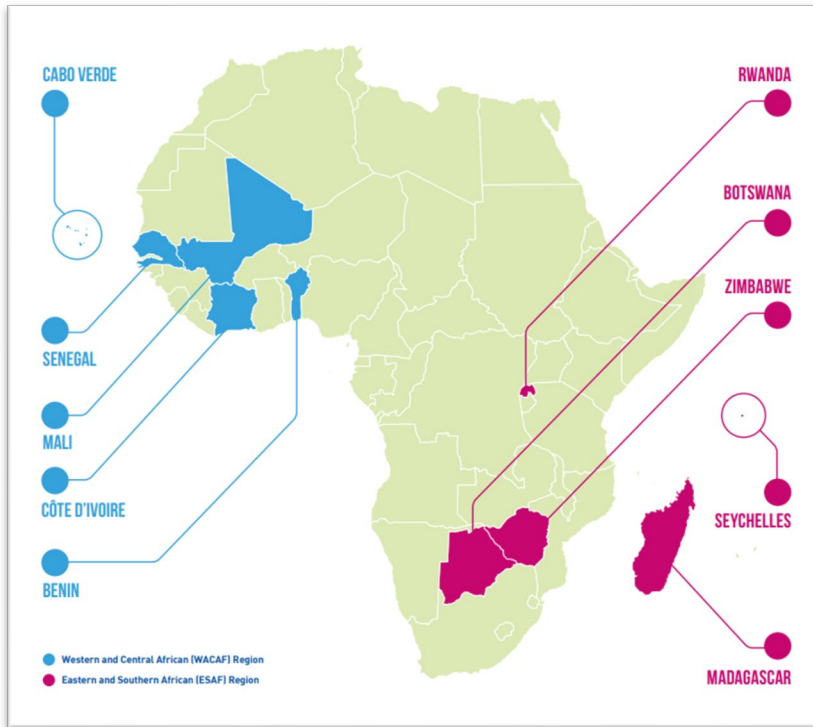 CABO VERDE
SENEGAL
MALI
CÔTE D'IVOIRE
BENIN
RWANDA
BOTSWANA
ZIMBABWE
SEYCHELLES
MADAGASCAR
Western and Central African (WACAF) Region
Eastern and Southern African (ESAF) Region